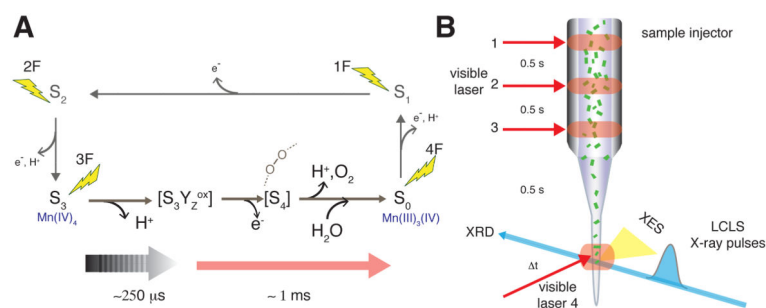 A
2F
S₂
e⁻
1F
S₁
e⁻, H⁺
e⁻, H⁺
3F
4F
S₃
Mn(IV)₄
H⁺
[S₃Y_Z^ox]
e⁻
[S₄]
O O
H⁺,O₂
H₂O
S₀
Mn(III)₃(IV)
~250 µs
~ 1 ms
B
sample injector
1
0.5 s
visible
laser
2
0.5 s
3
0.5 s
XRD
XES
LCLS
X-ray pulses
Δt
visible
laser 4